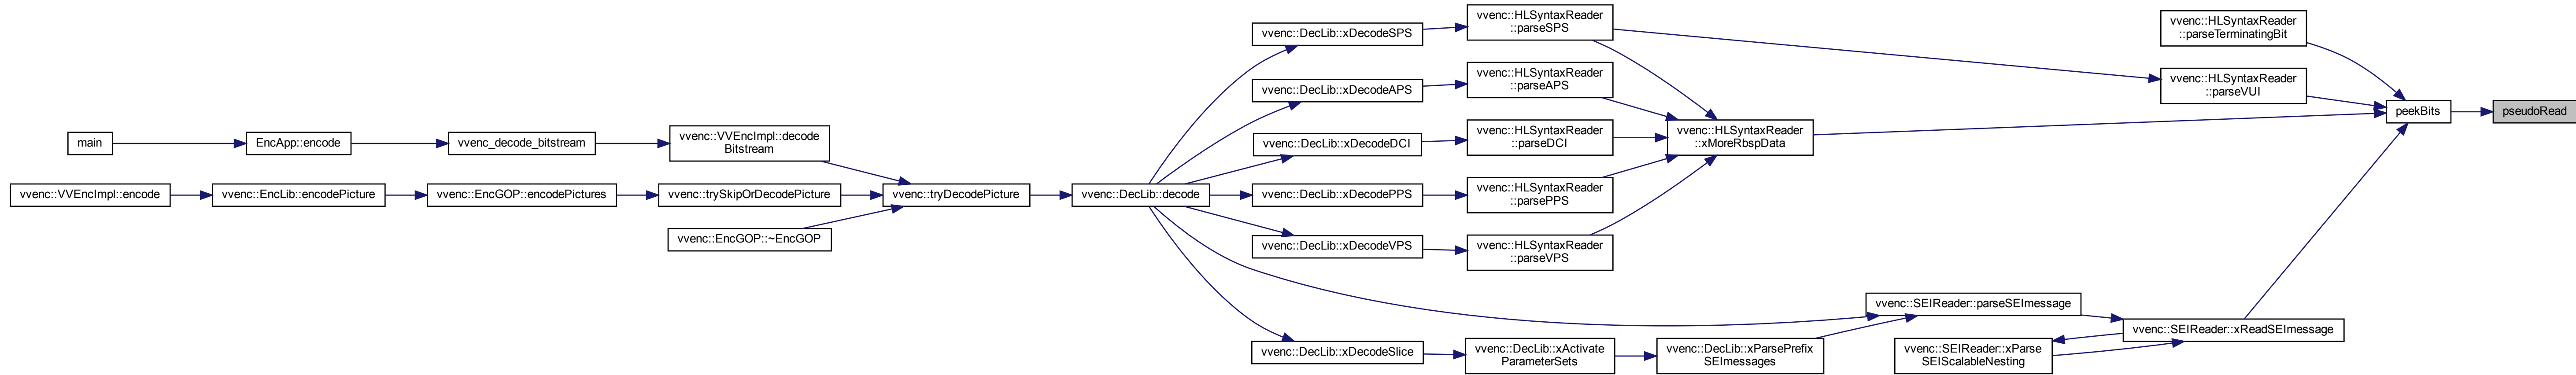 main
EncApp::encode
vvenc_decode_bitstream
vvenc::VVEncImpl::decode
Bitstream
vvenc::VVEncImpl::encode
vvenc::EncLib::encodePicture
vvenc::EncGOP::encodePictures
vvenc::trySkipOrDecodePicture
vvenc::EncGOP::~EncGOP
vvenc::tryDecodePicture
vvenc::DecLib::decode
vvenc::DecLib::xDecodeSPS
vvenc::DecLib::xDecodeAPS
vvenc::DecLib::xDecodeDCI
vvenc::DecLib::xDecodePPS
vvenc::DecLib::xDecodeVPS
vvenc::DecLib::xDecodeSlice
vvenc::HLSyntaxReader
::parseSPS
vvenc::HLSyntaxReader
::parseAPS
vvenc::HLSyntaxReader
::parseDCI
vvenc::HLSyntaxReader
::parsePPS
vvenc::HLSyntaxReader
::parseVPS
vvenc::DecLib::xActivate
ParameterSets
vvenc::HLSyntaxReader
::xMoreRbspData
vvenc::DecLib::xParsePrefix
SEImessages
vvenc::SEIReader::parseSEImessage
vvenc::SEIReader::xParse
SEIScalableNesting
vvenc::HLSyntaxReader
::parseTerminatingBit
vvenc::HLSyntaxReader
::parseVUI
vvenc::SEIReader::xReadSEImessage
peekBits
pseudoRead